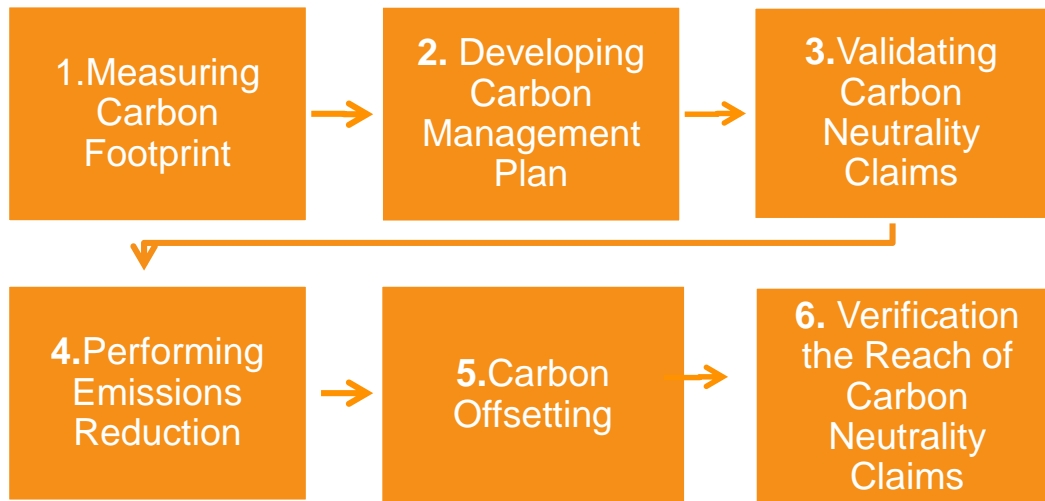 1.Measuring
Carbon
Footprint
2. Developing
Carbon
Management
Plan
3.Validating
Carbon
Neutrality
Claims
4.Performing
Emissions
Reduction
5.Carbon
Offsetting
6. Verification
the Reach of
Carbon
Neutrality
Claims